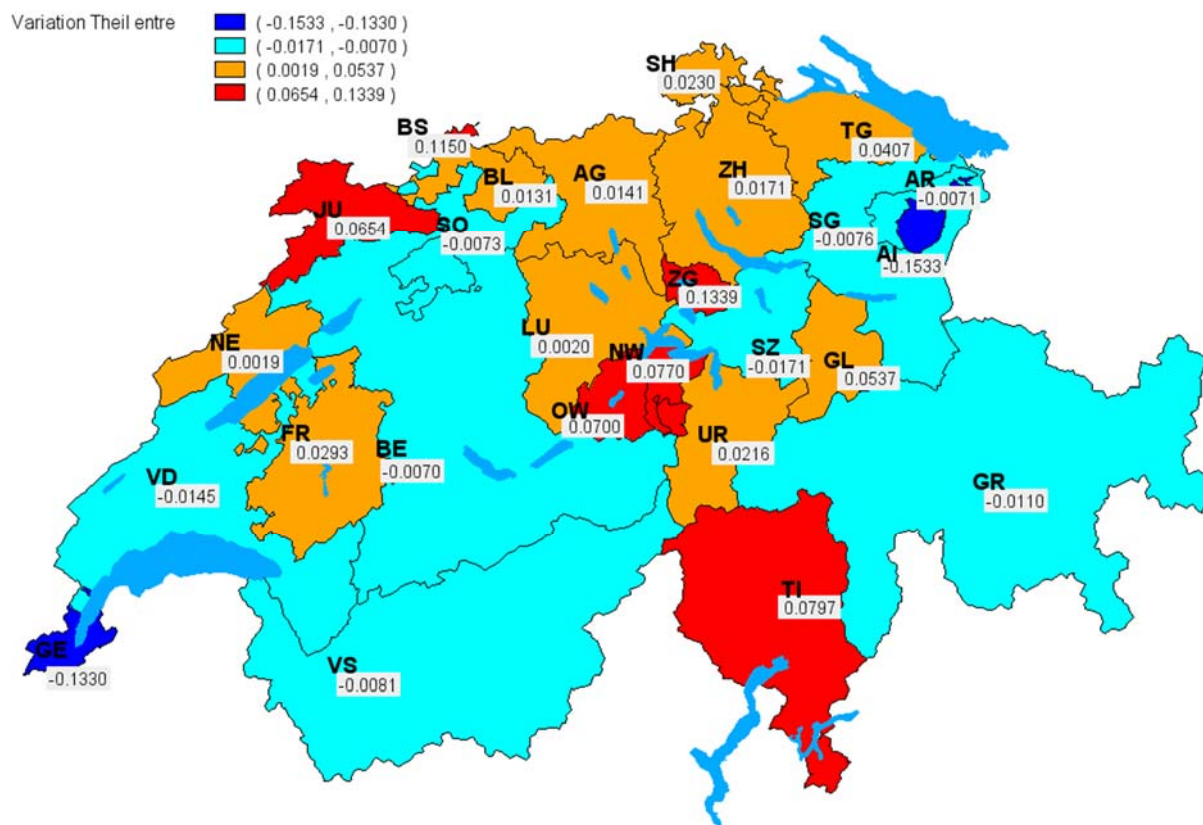 Variation Theil entre
( -0.1533 , -0.1330 )
( -0.0171 , -0.0070 )
( 0.0019 , 0.0537 )
( 0.0654 , 0.1339 )
SH
0.0230
BS
0.1150
TG
0.0407
BL
0.0131
AG
0.0141
ZH
0.0171
AR
-0.0071
JU
0.0654
SO
-0.0073
SG
-0.0076
AI
-0.1533
ZG
0.1339
NE
0.0019
LU
0.0020
NW
0.0770
SZ
-0.0171
GL
0.0537
OW
0.0700
FR
0.0293
BE
-0.0070
UR
0.0216
VD
-0.0145
GR
-0.0110
TI
0.0797
GE
-0.1330
VS
-0.0081